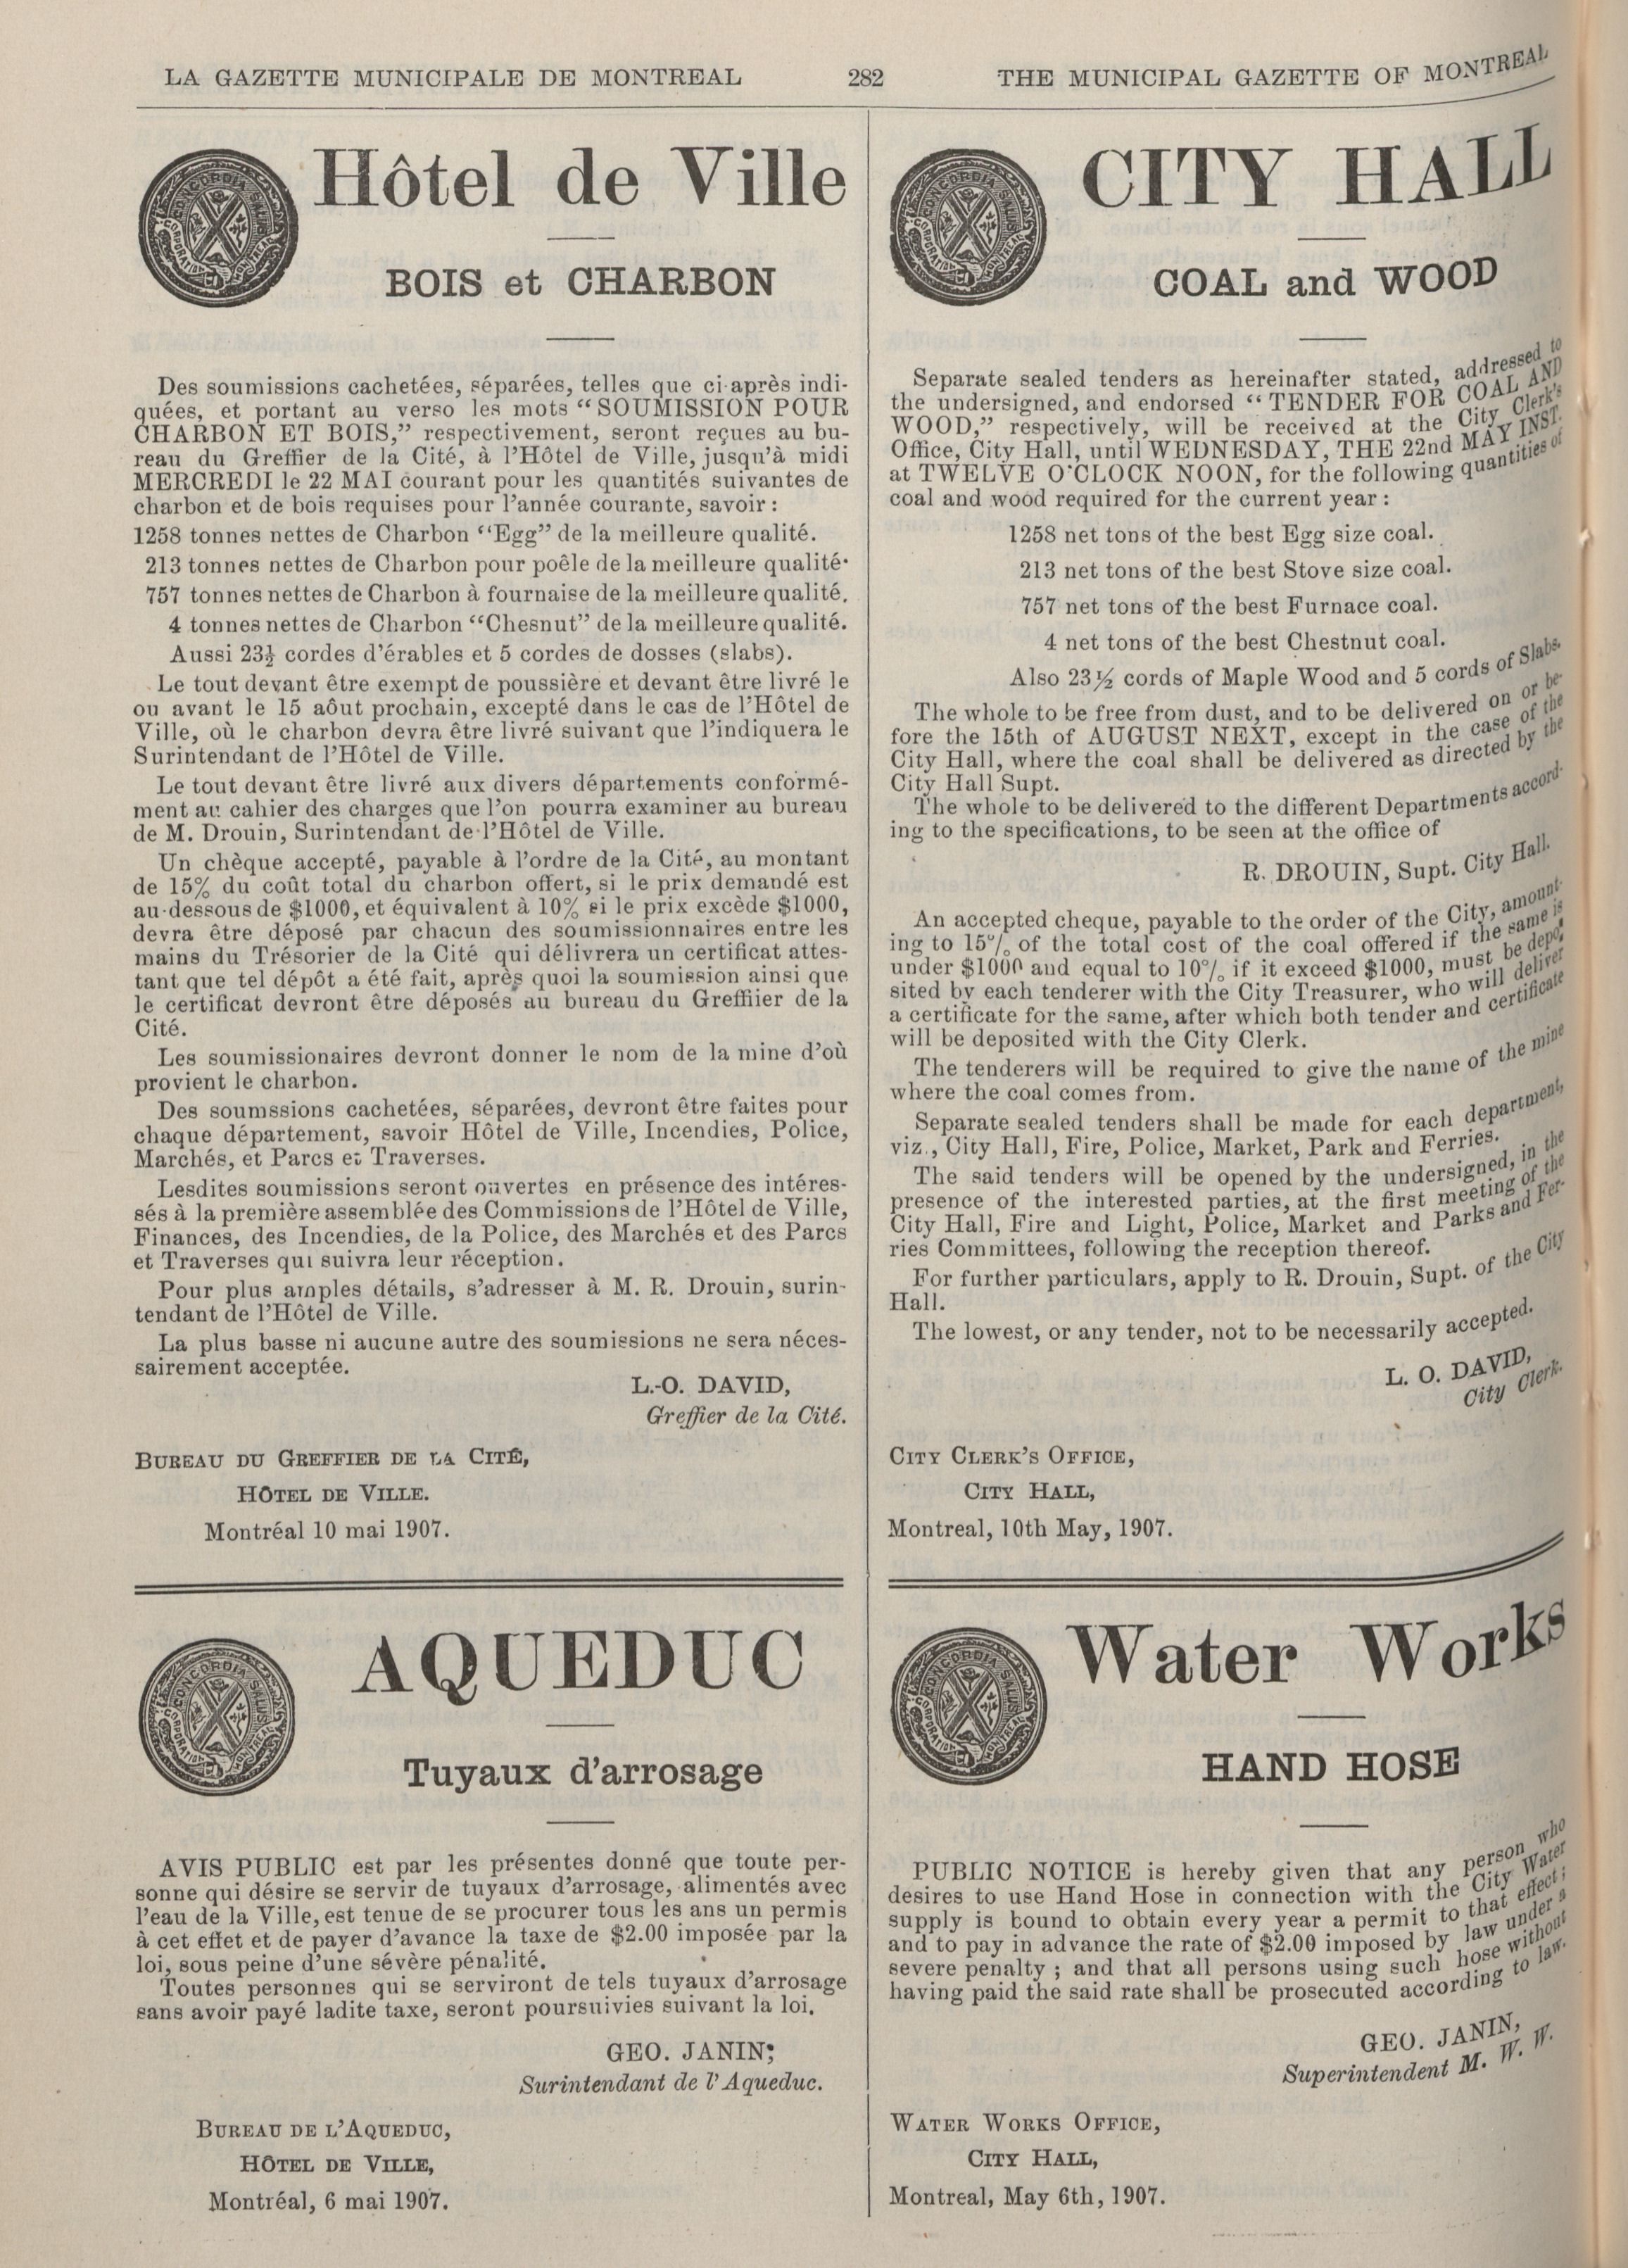 LA GAZETTE MUNICIPALE DE MONTREAL 282 THE MUNICIPAL GAZETTE OF MONTREAL
Hôtel de Ville
BOIS et CHARBON
Des soumissions cachetées, séparées, telles que ci-après indi-
quées, et portant au verso les mots “ SOUMISSION POUR
CHARBON ET BOIS,” respectivement, seront reçues au bu-
reau du Greffier de la Cité, à l’Hôtel de Ville, jusqu’à midi
MERCREDI le 22 MAI courant pour les quantités suivantes de
charbon et de bois requises pour l’année courante, savoir :
1258 tonnes nettes de Charbon “Egg” de la meilleure qualité.
213 tonnes nettes de Charbon pour poêle de la meilleure qualité.
757 tonnes nettes de Charbon à fournaise de la meilleure qualité.
4 tonnes nettes de Charbon “Chesnut” de la meilleure qualité.
Aussi 23½ cordes d’érables et 5 cordes de dosses (slabs).
Le tout devant être exempt de poussière et devant être livré le
ou avant le 15 aôut prochain, excepté dans le cas de l’Hôtel de
Ville, où le charbon devra être livré suivant que l’indiquera le
Surintendant de l’Hôtel de Ville.
Le tout devant être livré aux divers départements conformé-
ment au cahier des charges que l’on pourra examiner au bureau
de M. Drouin, Surintendant de l’Hôtel de Ville.
Un chèque accepté, payable à l’ordre de la Cité, au montant
de 15% du coût total du charbon offert, si le prix demandé est
au-dessous de $1000, et équivalent à 10% si le prix excède $1000,
devra être déposé par chacun des soumissionnaires entre les
mains du Trésorier de la Cité qui délivrera un certificat attes-
tant que tel dépôt a été fait, après quoi la soumission ainsi que
le certificat devront être déposés au bureau du Greffiier de la
Cité.
Les soumissionaires devront donner le nom de la mine d’où
provient le charbon.
Des soumssions cachetées, séparées, devront être faites pour
chaque département, savoir Hôtel de Ville, Incendies, Police,
Marchés, et Parcs et Traverses.
Lesdites soumissions seront ouvertes en présence des intéres-
sés à la première assemblée des Commissions de l’Hôtel de Ville,
Finances, des Incendies, de la Police, des Marchés et des Parcs
et Traverses qui suivra leur réception.
Pour plus amples détails, s’adresser à M. R. Drouin, surin-
tendant de l’Hôtel de Ville.
La plus basse ni aucune autre des soumissions ne sera néces-
sairement acceptée.
L.-O. DAVID,
Greffier de la Cité.
BUREAU DU GREFFIER DE LA CITÉ,
HÔTEL DE VILLE.
Montréal 10 mai 1907.
CITY HALL
COAL and WOOD
Separate sealed tenders as hereinafter stated, addressed to
the undersigned, and endorsed “ TENDER FOR COAL AND
WOOD,” respectively, will be received at the City Clerk’s
Office, City Hall, until WEDNESDAY, THE 22nd MAY INST.
at TWELVE O’CLOCK NOON, for the following quantities of
coal and wood required for the current year :
1258 net tons of the best Egg size coal.
213 net tons of the best Stove size coal.
757 net tons of the best Furnace coal.
4 net tons of the best Chestnut coal.
Also 23½ cords of Maple Wood and 5 cords of Slabs.
The whole to be free from dust, and to be delivered on or be-
fore the 15th of AUGUST NEXT, except in the case of the
City Hall, where the coal shall be delivered as directed by the
City Hall Supt.
The whole to be delivered to the different Departments accord-
ing to the specifications, to be seen at the office of
R. DROUIN, Supt. City Hall.
An accepted cheque, payable to the order of the City, amount-
ing to 15% of the total cost of the coal offered if the same is
under $1000 and equal to 10% if it exceed $1000, must be depo-
sited by each tenderer with the City Treasurer, who will deliver
a certificate for the same, after which both tender and certificate
will be deposited with the City Clerk.
The tenderers will be required to give the name of the mine
where the coal comes from.
Separate sealed tenders shall be made for each department,
viz., City Hall, Fire, Police, Market, Park and Ferries.
The said tenders will be opened by the undersigned, in the
presence of the interested parties, at the first meeting of the
City Hall, Fire and Light, Police, Market and Parks and Fer-
ries Committees, following the reception thereof.
For further particulars, apply to R. Drouin, Supt. of the City
Hall.
The lowest, or any tender, not to be necessarily accepted.
L. O. DAVID,
City Clerk.
CITY CLERK’S OFFICE,
CITY HALL,
Montreal, 10th May, 1907.
AQUEDUC
Tuyaux d’arrosage
AVIS PUBLIC est par les présentes donné que toute per-
sonne qui désire se servir de tuyaux d’arrosage, alimentés avec
l’eau de la Ville, est tenue de se procurer tous les ans un permis
à cet effet et de payer d’avance la taxe de $2.00 imposée par la
loi, sous peine d’une sévère pénalité.
Toutes personnes qui se serviront de tels tuyaux d’arrosage
sans avoir payé ladite taxe, seront poursuivies suivant la loi.
GEO. JANIN;
Surintendant de l’Aqueduc.
BUREAU DE L’AQUEDUC,
HÔTEL DE VILLE,
Montréal, 6 mai 1907.
Water Works
HAND HOSE
PUBLIC NOTICE is hereby given that any person who
desires to use Hand Hose in connection with the City Water
supply is bound to obtain every year a permit to that effect ;
and to pay in advance the rate of $2.00 imposed by law under a
severe penalty ; and that all persons using such hose without
having paid the said rate shall be prosecuted according to law.
GEO. JANIN,
Superintendent M. W. W.
WATER WORKS OFFICE,
CITY HALL,
Montreal, May 6th, 1907.
CONCORDIA SALUS
CORPORATION MONTREAL
CONCORDIA SALUS
CORPORATION MONTREAL
CONCORDIA SALUS
CORPORATION MONTREAL
CONCORDIA SALUS
CORPORATION MONTREAL